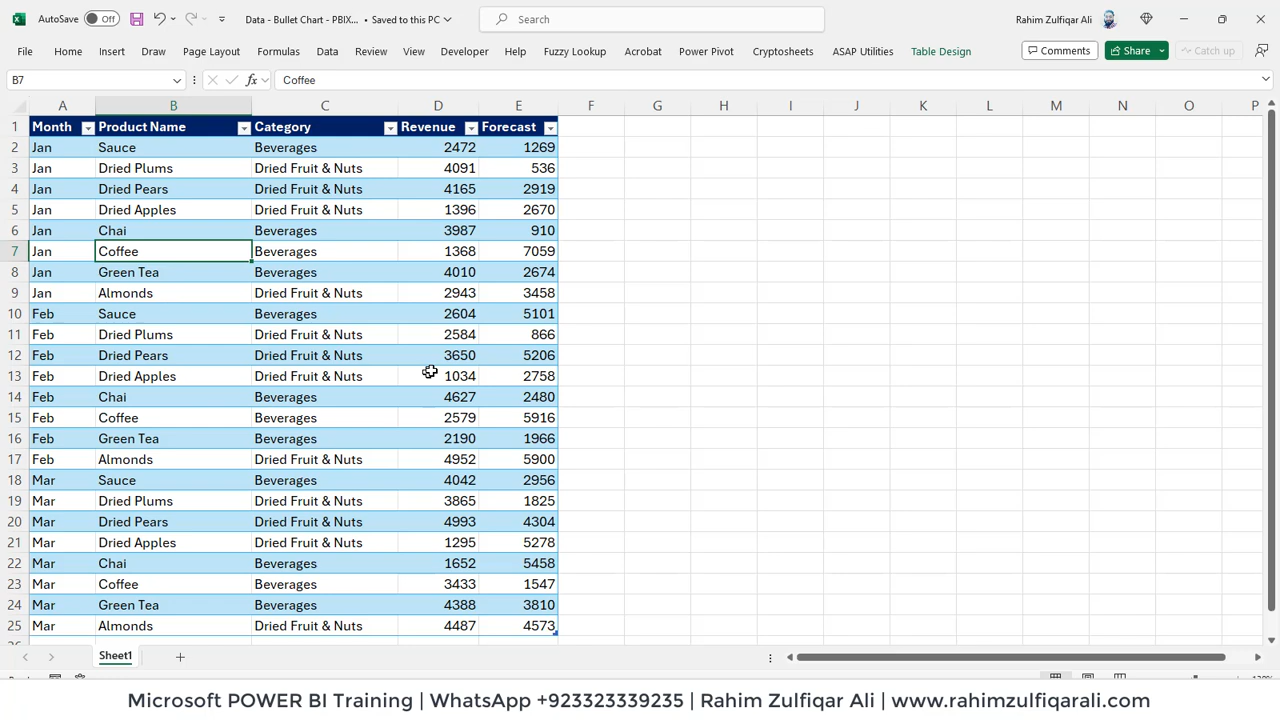 AutoSave Off Data - Bullet Chart - PBIX... • Saved to this PC Search Rahim Zulfiqar Ali
File Home Insert Draw Page Layout Formulas Data Review View Developer Help Fuzzy Lookup Acrobat Power Pivot Cryptosheets ASAP Utilities Table Design Comments Share Catch up
B7 fx Coffee
A B C D E F G H I J K L M N O P
1 Month Product Name Category Revenue Forecast
2 Jan Sauce Beverages 2472 1269
3 Jan Dried Plums Dried Fruit & Nuts 4091 536
4 Jan Dried Pears Dried Fruit & Nuts 4165 2919
5 Jan Dried Apples Dried Fruit & Nuts 1396 2670
6 Jan Chai Beverages 3987 910
7 Jan Coffee Beverages 1368 7059
8 Jan Green Tea Beverages 4010 2674
9 Jan Almonds Dried Fruit & Nuts 2943 3458
10 Feb Sauce Beverages 2604 5101
11 Feb Dried Plums Dried Fruit & Nuts 2584 866
12 Feb Dried Pears Dried Fruit & Nuts 3650 5206
13 Feb Dried Apples Dried Fruit & Nuts 1034 2758
14 Feb Chai Beverages 4627 2480
15 Feb Coffee Beverages 2579 5916
16 Feb Green Tea Beverages 2190 1966
17 Feb Almonds Dried Fruit & Nuts 4952 5900
18 Mar Sauce Beverages 4042 2956
19 Mar Dried Plums Dried Fruit & Nuts 3865 1825
20 Mar Dried Pears Dried Fruit & Nuts 4993 4304
21 Mar Dried Apples Dried Fruit & Nuts 1295 5278
22 Mar Chai Beverages 1652 5458
23 Mar Coffee Beverages 3433 1547
24 Mar Green Tea Beverages 4388 3810
25 Mar Almonds Dried Fruit & Nuts 4487 4573
Sheet1
Microsoft POWER BI Training | WhatsApp +923323339235 | Rahim Zulfiqar Ali | www.rahimzulfiqarali.com